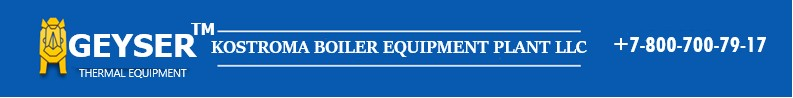 GEYSER™
KOSTROMA BOILER EQUIPMENT PLANT LLC
+7-800-700-79-17
THERMAL EQUIPMENT